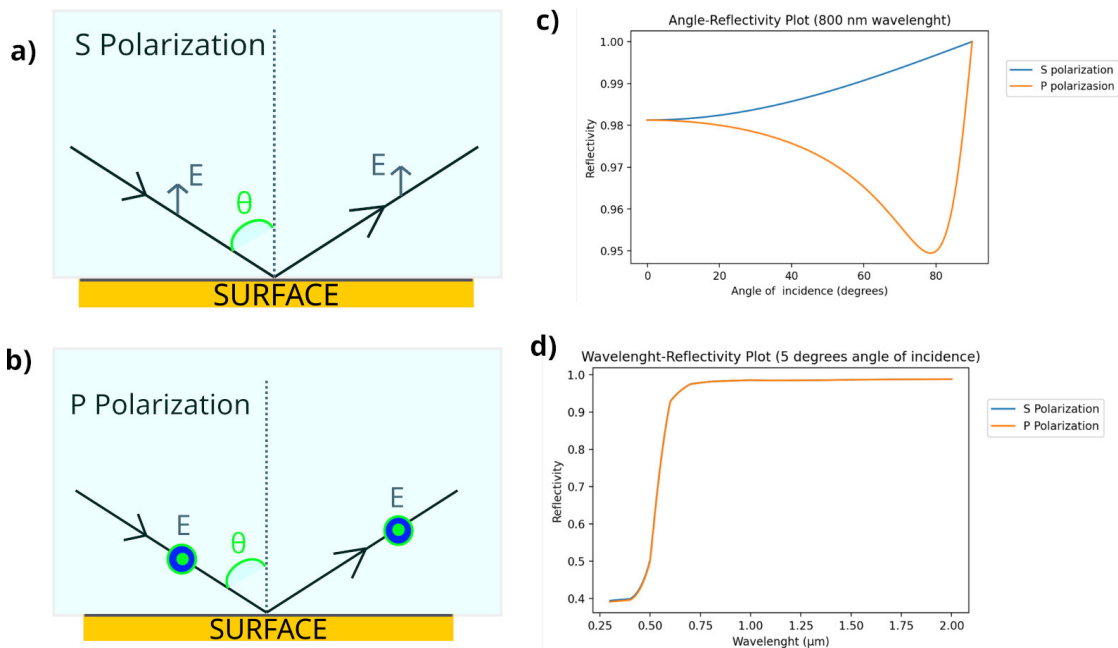 a)
S Polarization
E
E
θ
SURFACE
b)
P Polarization
E
E
θ
SURFACE
c)
Angle-Reflectivity Plot (800 nm wavelenght)
1.00
0.99
0.98
0.97
0.96
0.95
Reflectivity
0 20 40 60 80
Angle of incidence (degrees)
S polarization
P polarizasion
d)
Wavelenght-Reflectivity Plot (5 degrees angle of incidence)
1.0
0.9
0.8
0.7
0.6
0.5
0.4
Reflectivity
0.25 0.50 0.75 1.00 1.25 1.50 1.75 2.00
Wavelenght (μm)
S Polarization
P Polarization